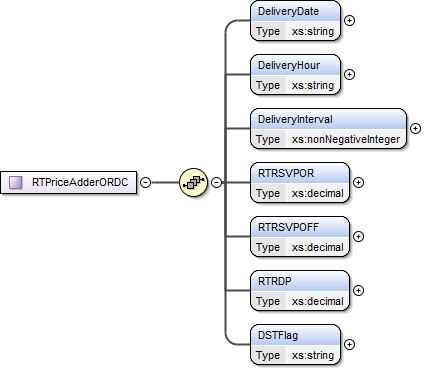 DeliveryDate
Type xs:string
DeliveryHour
Type xs:string
DeliveryInterval
Type xs:nonNegativeInteger
RTPriceAdderORDC
RTRSVPOR
Type xs:decimal
RTRSVPOFF
Type xs:decimal
RTRDP
Type xs:decimal
DSTFlag
Type xs:string